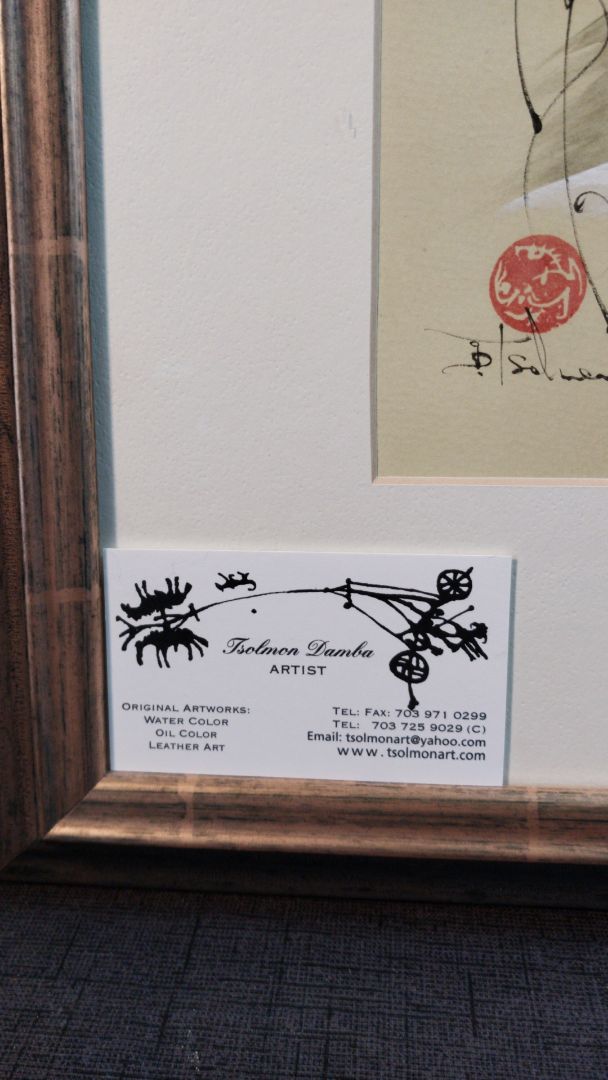 B. Tsolmon
Tsolmon Damba
ARTIST
ORIGINAL ARTWORKS:
WATER COLOR
OIL COLOR
LEATHER ART
TEL: FAX: 703 971 0299
TEL: 703 725 9029 (C)
Email: tsolmonart@yahoo.com
www.tsolmonart.com